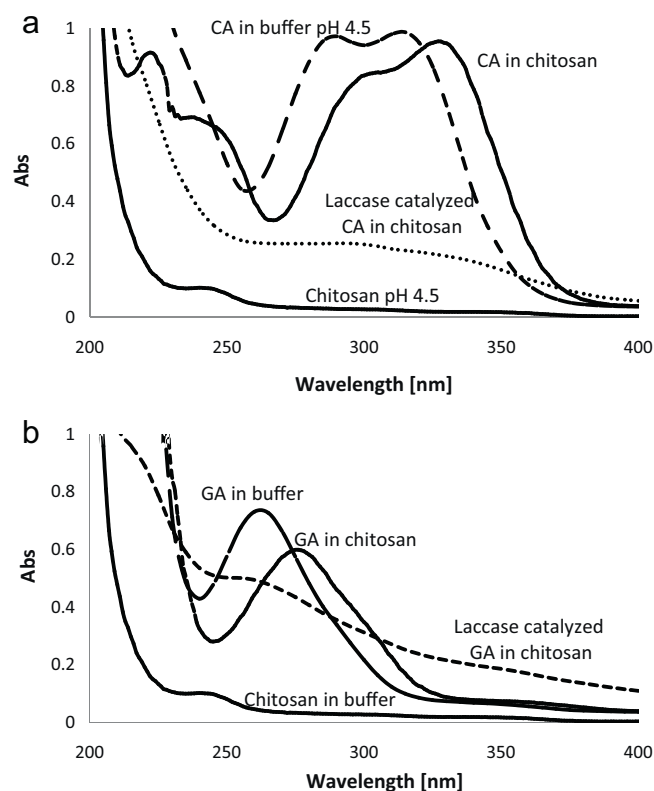 a
CA in buffer pH 4.5
CA in chitosan
Laccase catalyzed
CA in chitosan
Chitosan pH 4.5
Abs
1
0.8
0.6
0.4
0.2
0
200
250
300
350
400
Wavelength [nm]
b
GA in buffer
GA in chitosan
Laccase catalyzed
GA in chitosan
Chitosan in buffer
Abs
1
0.8
0.6
0.4
0.2
0
200
250
300
350
400
Wavelength [nm]